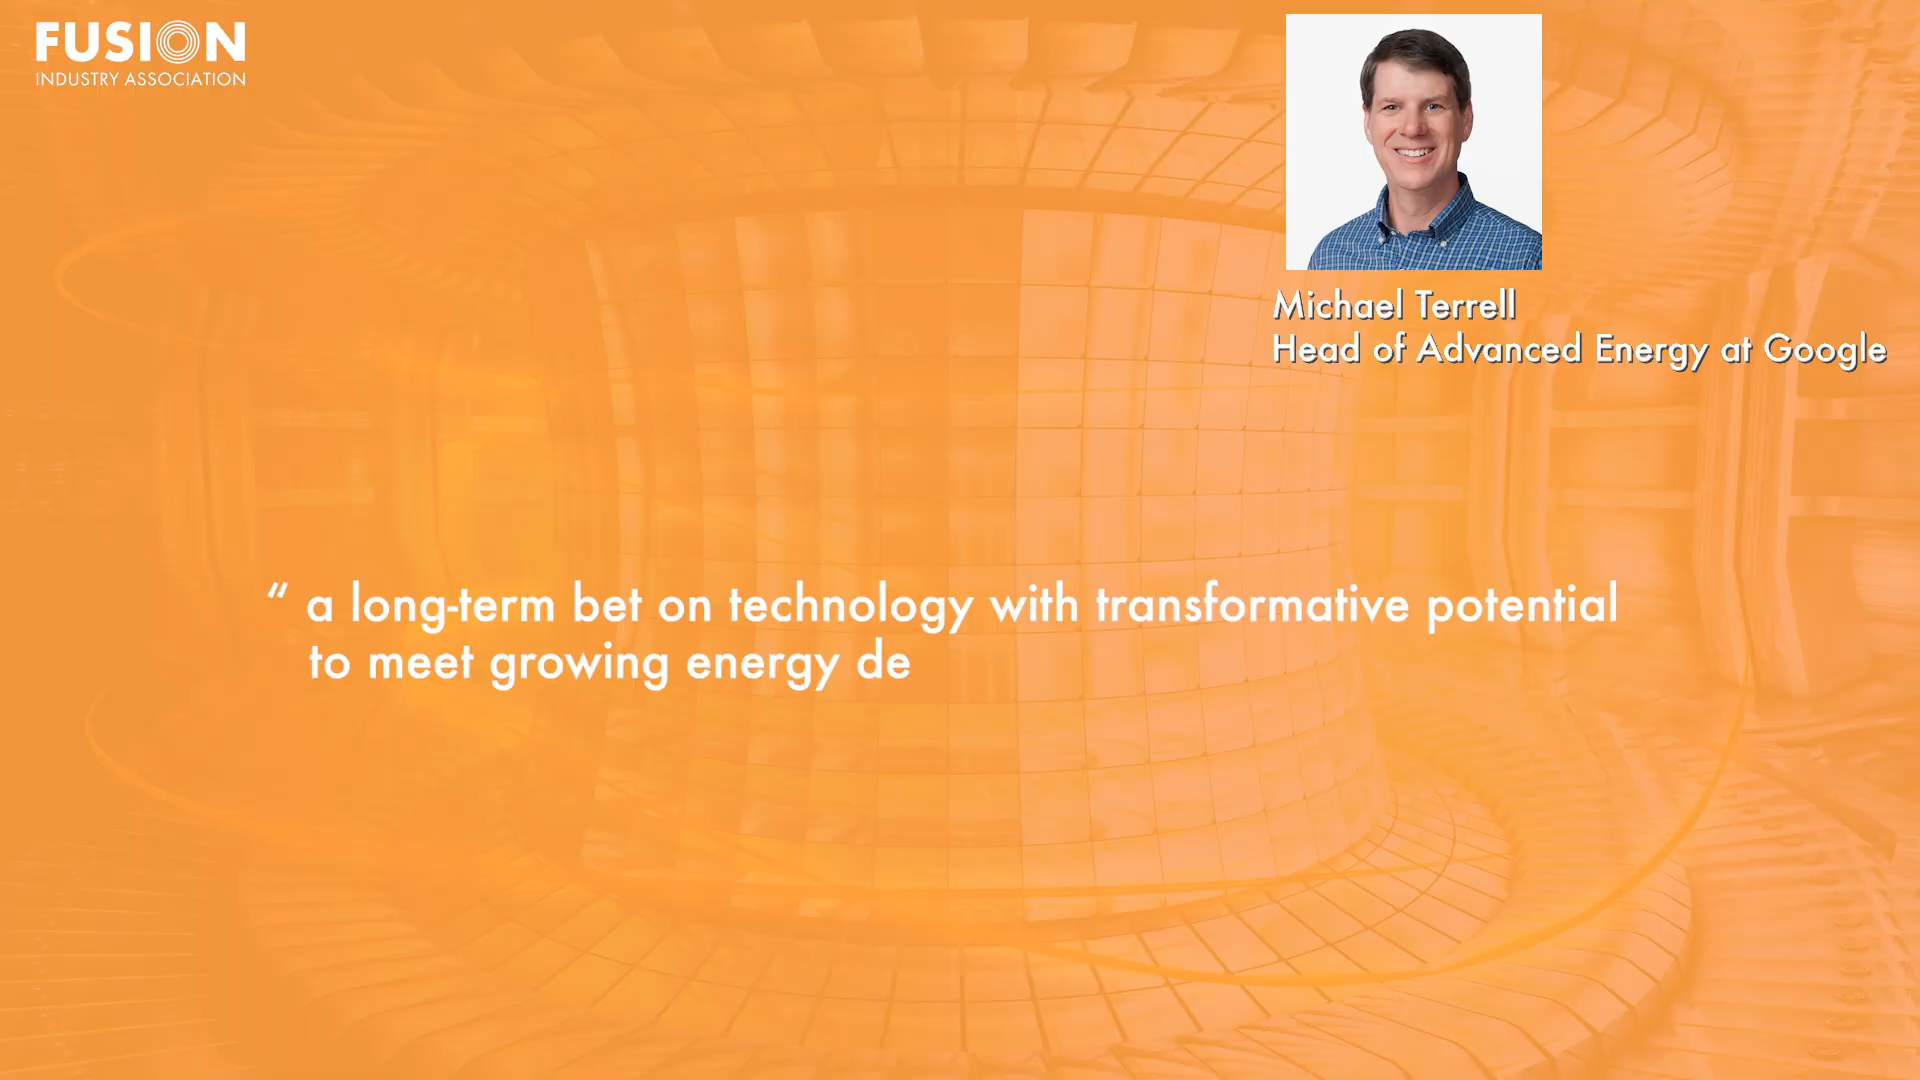 FUSION
INDUSTRY ASSOCIATION
Michael Terrell
Head of Advanced Energy at Google
“ a long-term bet on technology with transformative potential
to meet growing energy de